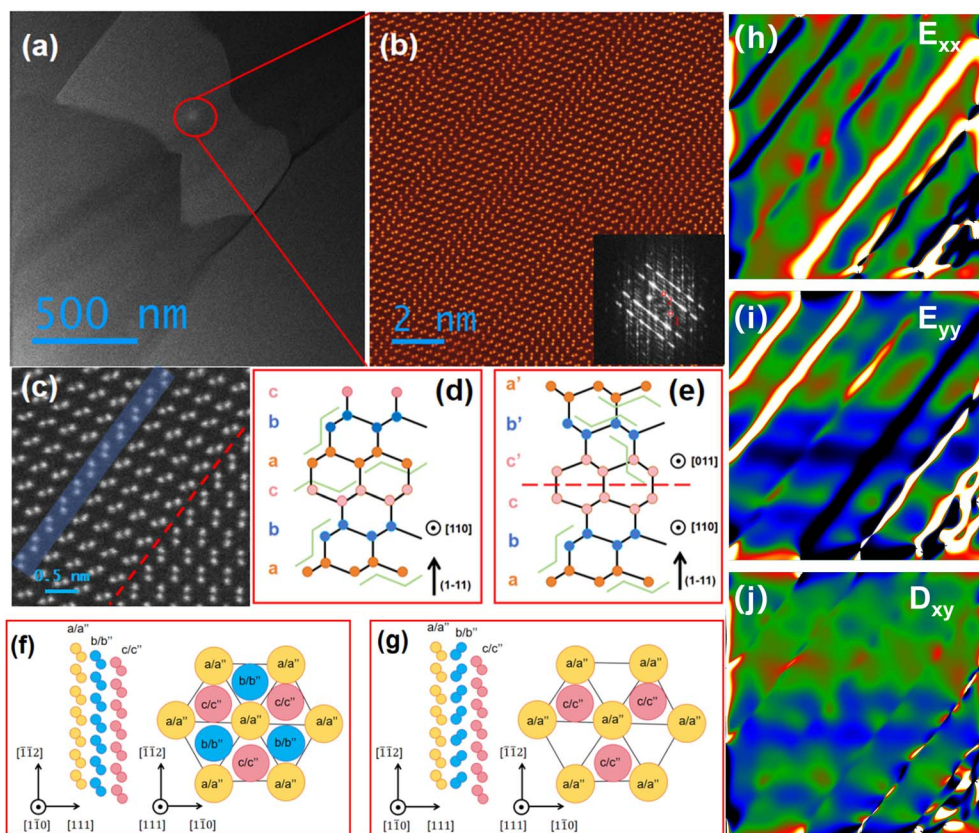 (a)
500 nm
(b)
2 nm
(c)
0.5 nm
(d)
c
b
a
c
b
a
[110]
(1-11)
(e)
a'
b'
c'
c
b
a
[011]
[110]
(1-11)
(f)
a/a''
b/b''
c/c''
[1̄1̄2]
[11̄0]
[111]
a/a'' a/a''
b/b''
c/c'' c/c''
a/a'' a/a'' a/a''
b/b'' b/b''
c/c''
a/a'' a/a''
[1̄1̄2]
[111]
[11̄0]
(g)
a/a''
b/b''
c/c''
[1̄1̄2]
[11̄0]
[111]
a/a'' a/a''
c/c'' c/c''
a/a'' a/a'' a/a''
c/c''
a/a'' a/a''
[1̄1̄2]
[111]
[11̄0]
(h) Exx
(i) Eyy
(j) Dxy